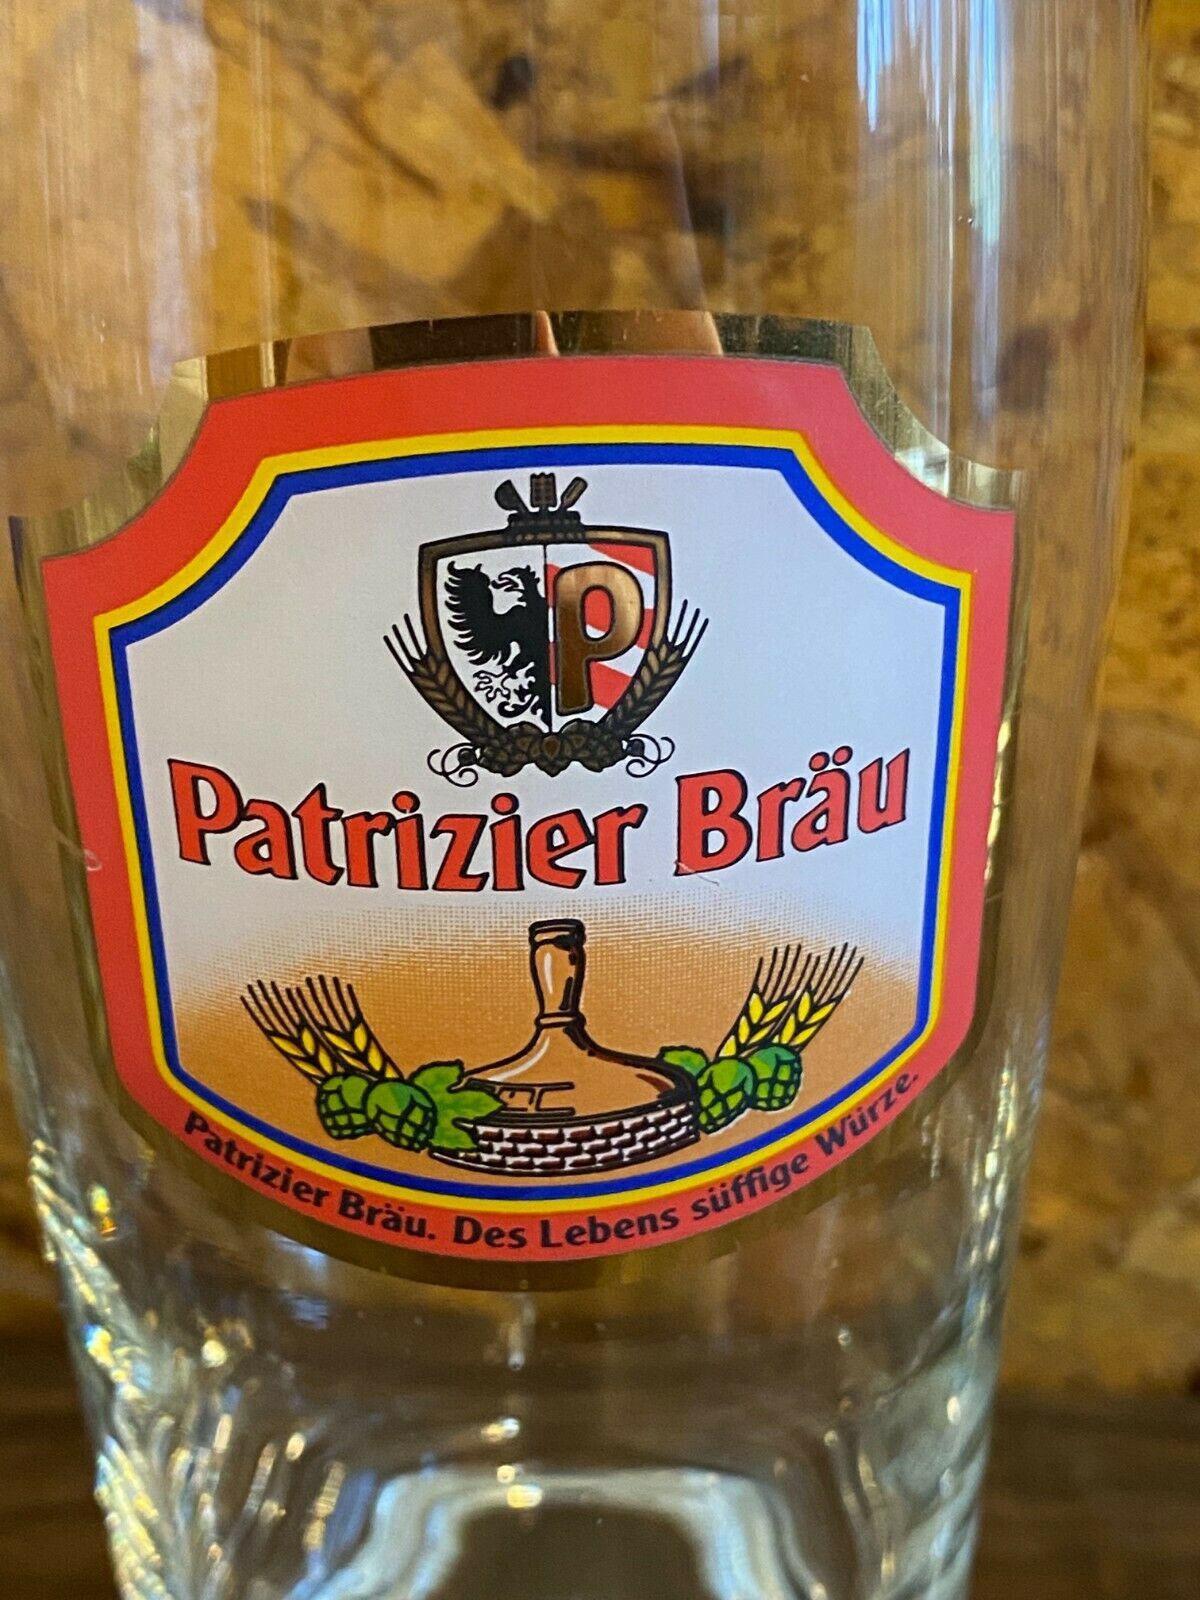 P
Patrizier Bräu
Patrizier Bräu. Des Lebens süffige Würze.